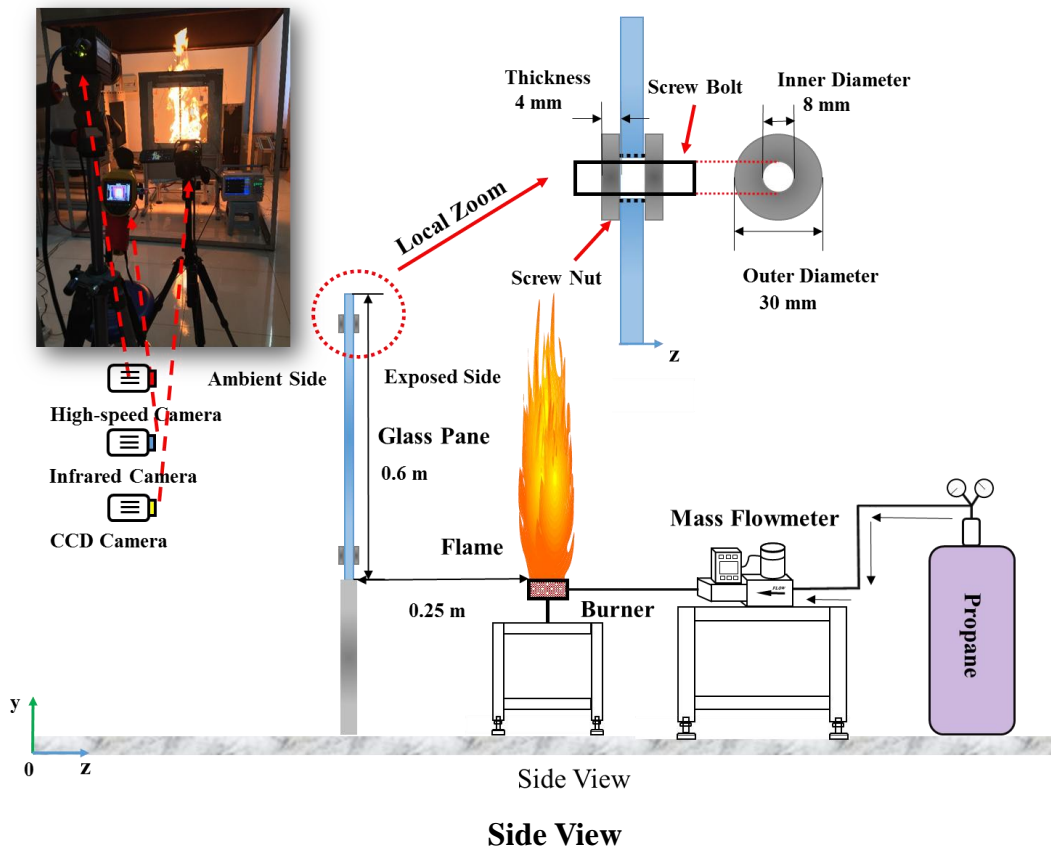 Thickness
4 mm
Screw Bolt
Inner Diameter
8 mm
Local Zoom
Screw Nut
Outer Diameter
30 mm
z
Ambient Side
Exposed Side
High-speed Camera
Glass Pane
0.6 m
Infrared Camera
CCD Camera
Flame
Mass Flowmeter
FLOW
0.25 m
Burner
Propane
y
0
z
Side View
Side View